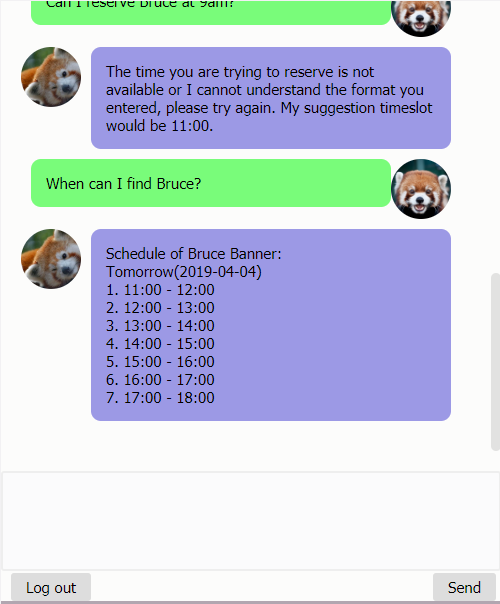 Can I reserve Bruce at 9am?
The time you are trying to reserve is not
available or I cannot understand the format you
entered, please try again. My suggestion timeslot
would be 11:00.
When can I find Bruce?
Schedule of Bruce Banner:
Tomorrow(2019-04-04)
1. 11:00 - 12:00
2. 12:00 - 13:00
3. 13:00 - 14:00
4. 14:00 - 15:00
5. 15:00 - 16:00
6. 16:00 - 17:00
7. 17:00 - 18:00
Log out
Send